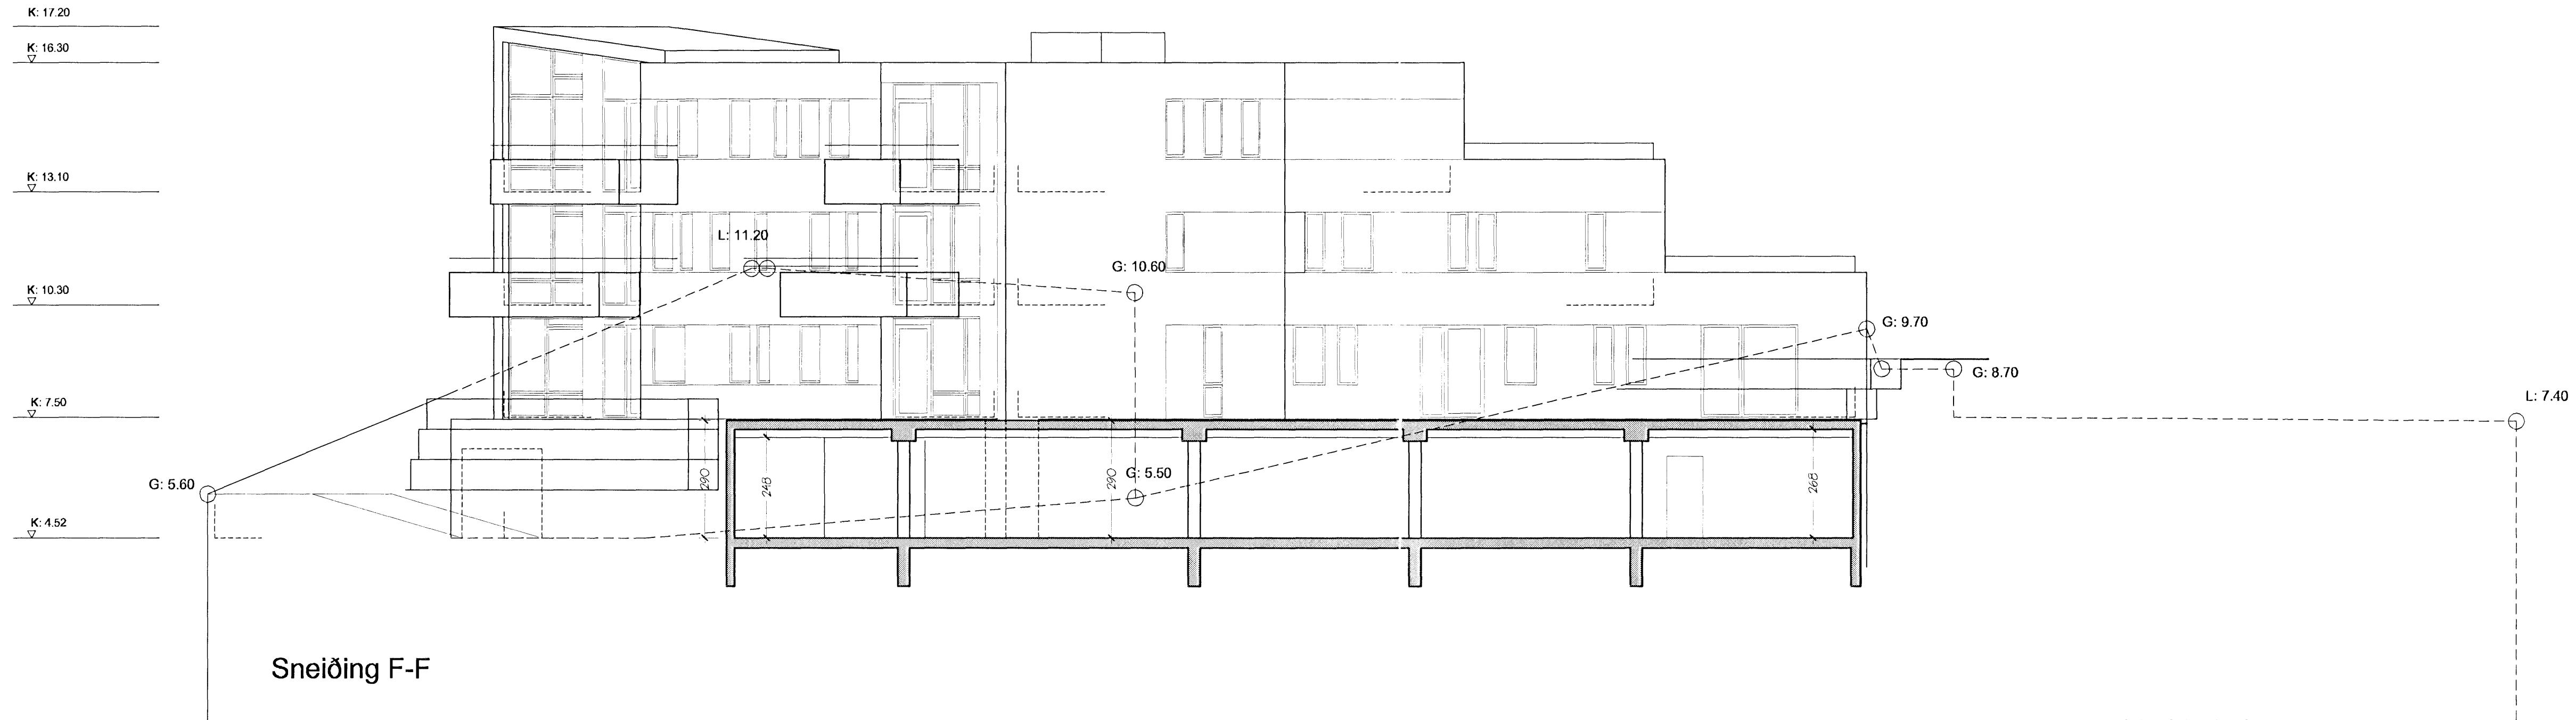 K: 17.20
K: 16.30
K: 13.10
L: 11.20
G: 10.60
K: 10.30
G: 9.70
G: 8.70
L: 7.40
K: 7.50
290
248
290
G: 5.50
268
G: 5.60
K: 4.52
Sneiðing F-F